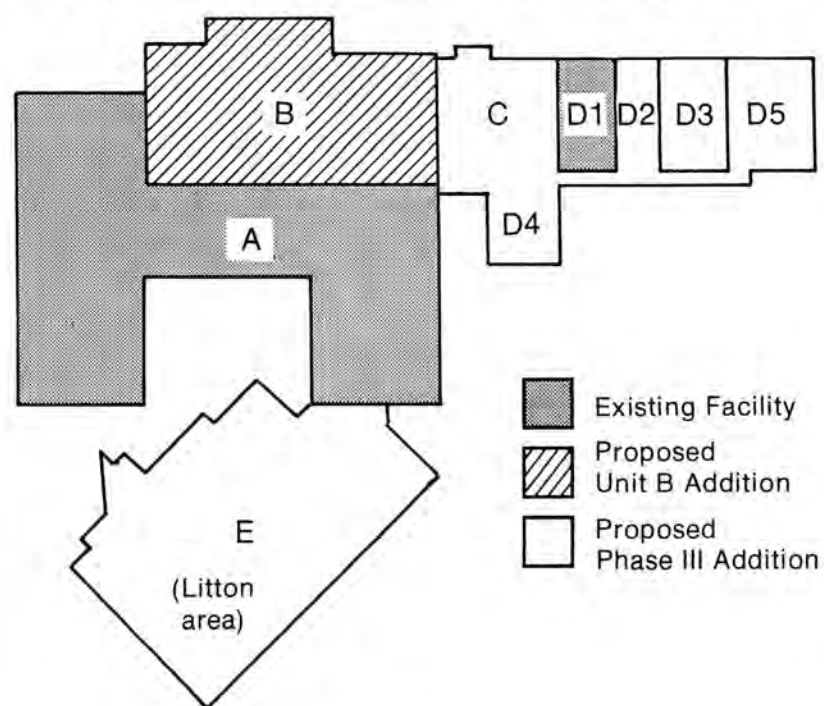 B
C
D1
D2
D3
D5
A
D4
Existing Facility
Proposed
Unit B Addition
Proposed
Phase III Addition
E
(Litton
area)